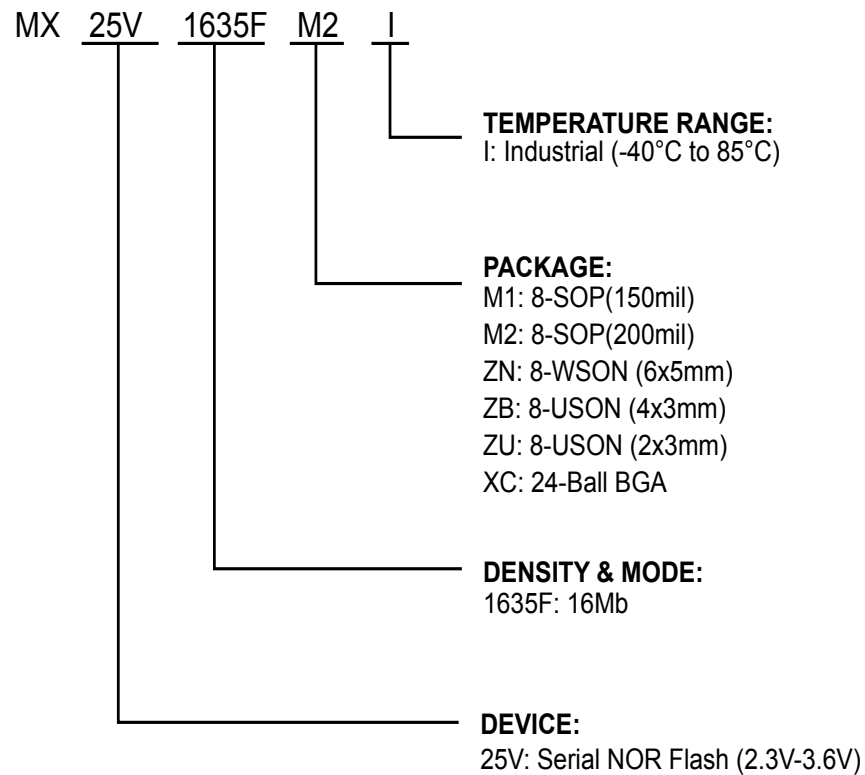 MX 25V 1635F M2 I
TEMPERATURE RANGE:
I: Industrial (-40°C to 85°C)
PACKAGE:
M1: 8-SOP(150mil)
M2: 8-SOP(200mil)
ZN: 8-WSON (6x5mm)
ZB: 8-USON (4x3mm)
ZU: 8-USON (2x3mm)
XC: 24-Ball BGA
DENSITY & MODE:
1635F: 16Mb
DEVICE:
25V: Serial NOR Flash (2.3V-3.6V)